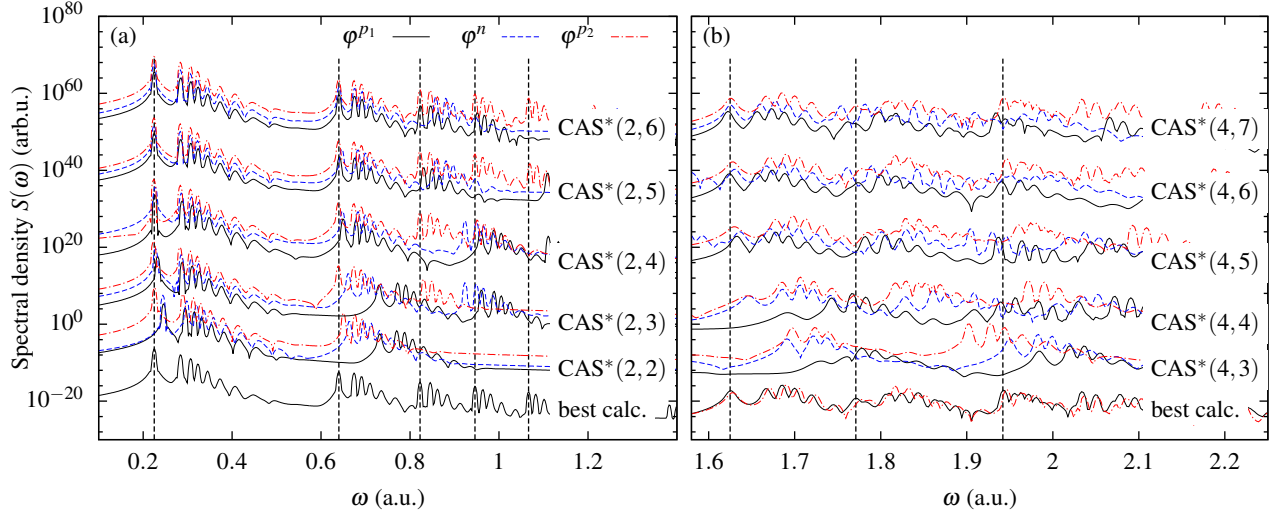 Spectral density S(ω) (arb.u.)
10^80
10^60
10^40
10^20
10^0
10^−20
(a)
φ^p1
φ^n
φ^p2
CAS*(2,6)
CAS*(2,5)
CAS*(2,4)
CAS*(2,3)
CAS*(2,2)
best calc.
0.2
0.4
0.6
0.8
1
1.2
ω (a.u.)
(b)
CAS*(4,7)
CAS*(4,6)
CAS*(4,5)
CAS*(4,4)
CAS*(4,3)
best calc.
1.6
1.7
1.8
1.9
2
2.1
2.2
ω (a.u.)